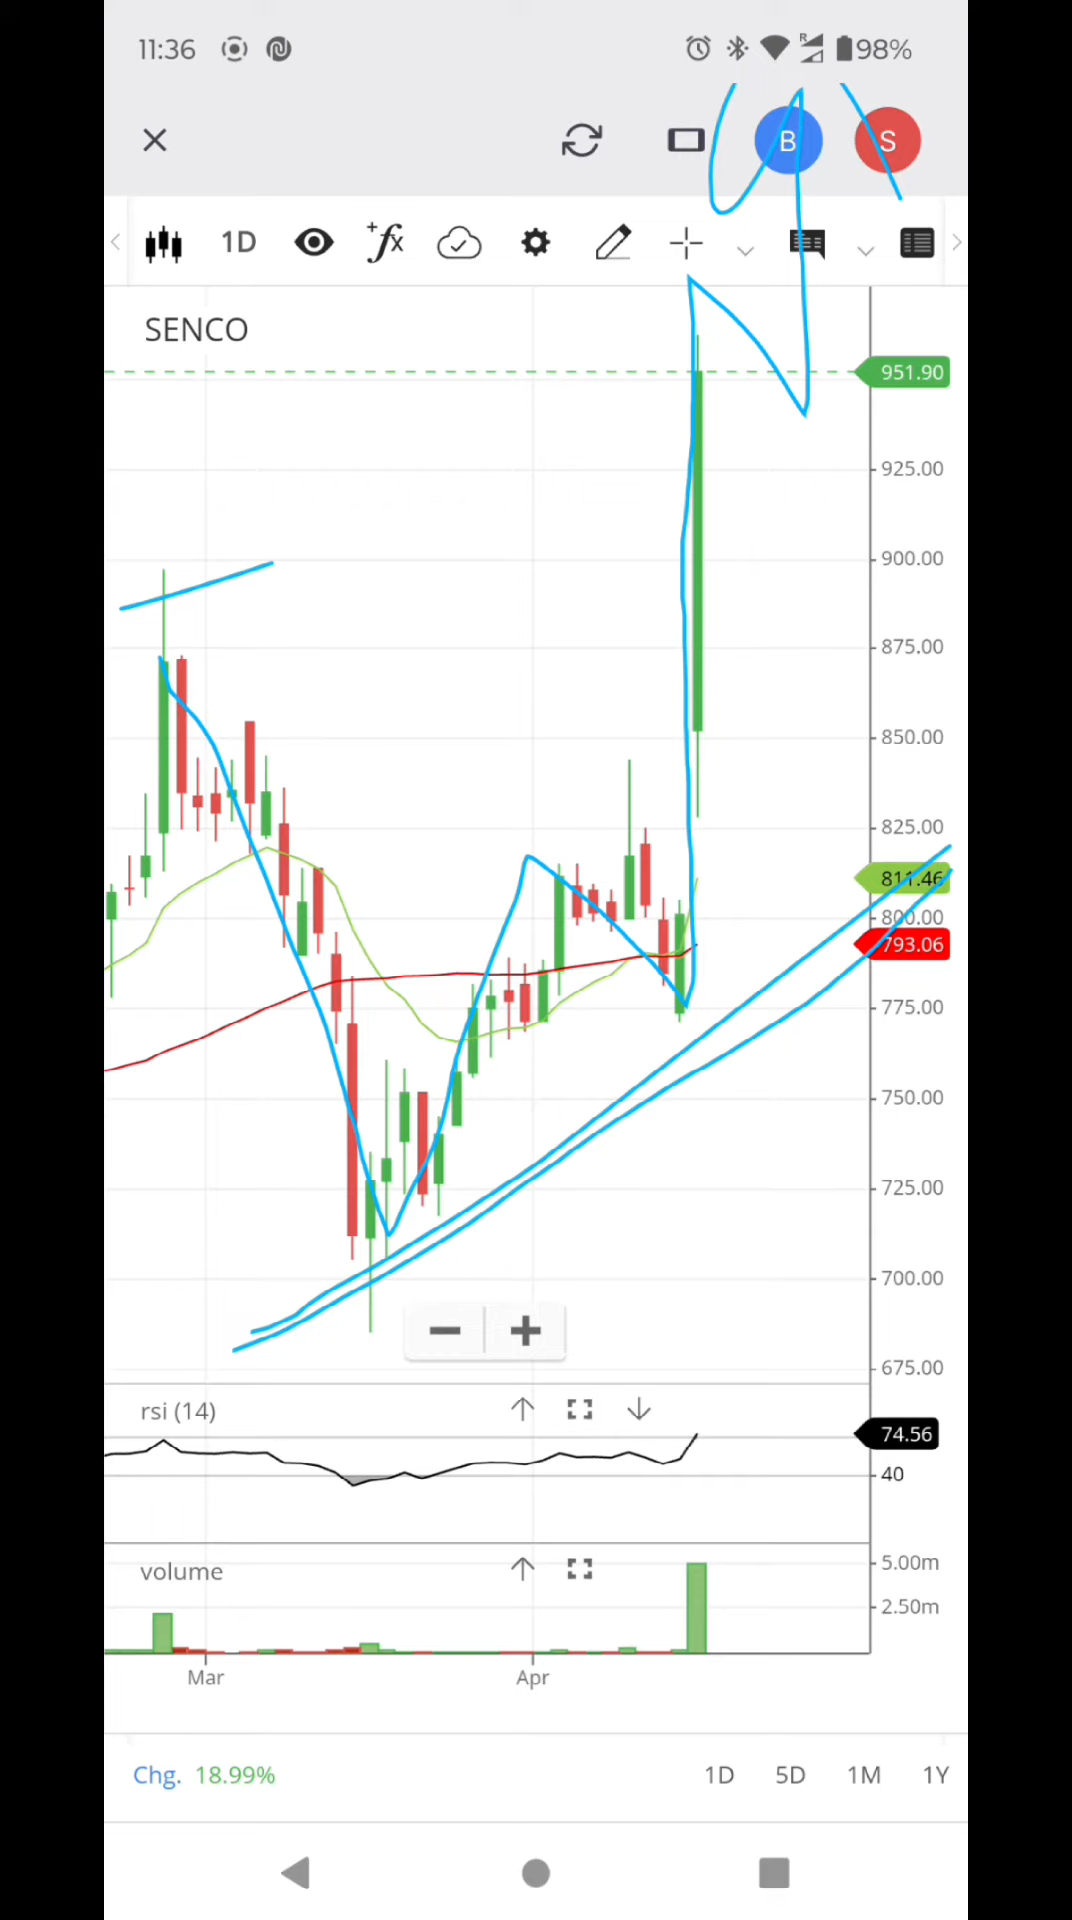 11:36 R 98%
B S
1D +fx
SENCO
951.90
925.00
900.00
875.00
850.00
825.00
811.46
800.00
793.06
775.00
750.00
725.00
700.00
675.00
rsi (14)
74.56
40
volume
5.00m
2.50m
Mar Apr
Chg. 18.99% 1D 5D 1M 1Y